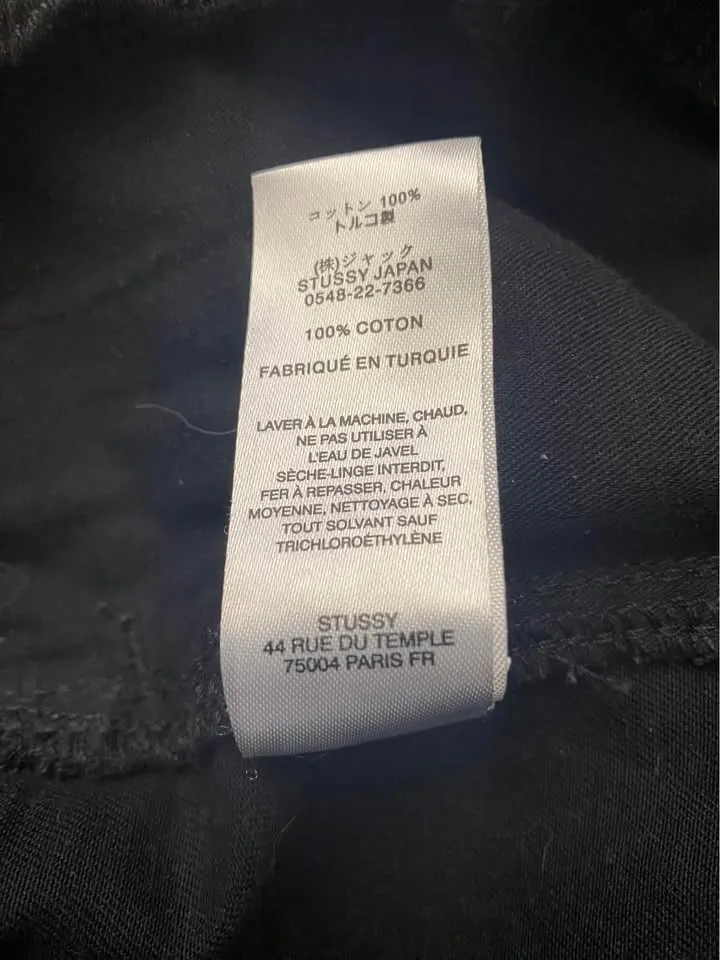 コットン 100%
トルコ製
(株)ジャック
STUSSY JAPAN
0548-22-7366
100% COTON
FABRIQUÉ EN TURQUIE
LAVER À LA MACHINE, CHAUD,
NE PAS UTILISER À
L'EAU DE JAVEL
SÈCHE-LINGE INTERDIT,
FER À REPASSER, CHALEUR
MOYENNE, NETTOYAGE À SEC,
TOUT SOLVANT SAUF
TRICHLOROÉTHYLÈNE
STUSSY
44 RUE DU TEMPLE
75004 PARIS FR